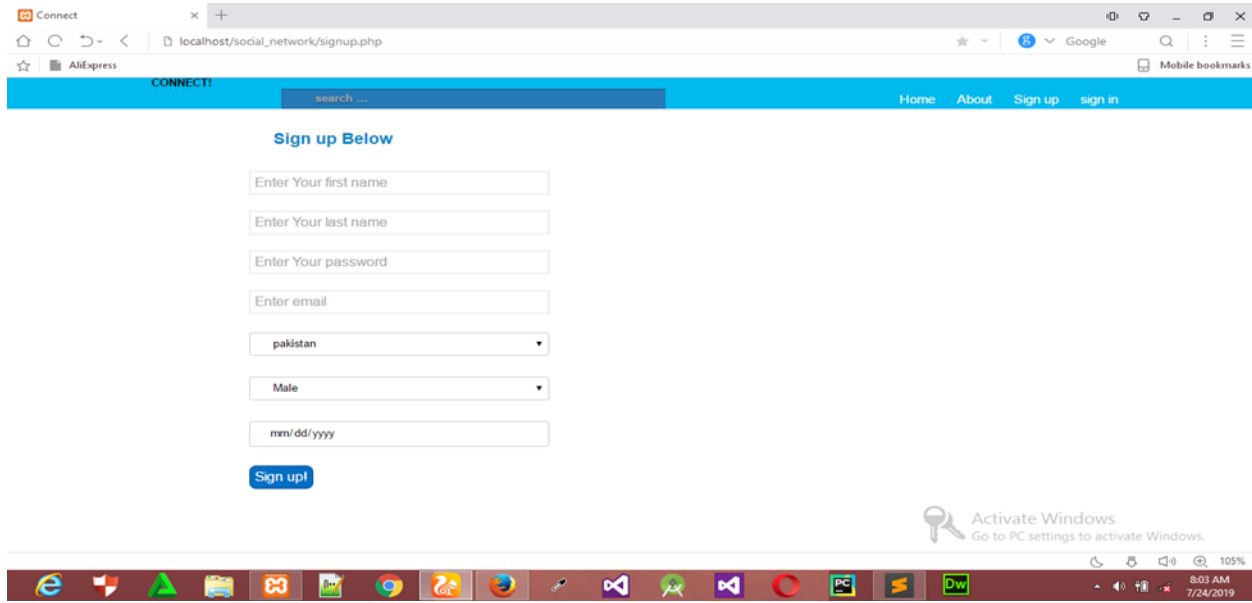 Connect
localhost/social_network/signup.php
Google
AliExpress
Mobile bookmarks
CONNECT!
search ...
Home About Sign up sign in
Sign up Below
Enter Your first name
Enter Your last name
Enter Your password
Enter email
pakistan
Male
mm/dd/yyyy
Sign up!
Activate Windows
Go to PC settings to activate Windows.
105%
PC
Dw
8:03 AM
7/24/2019